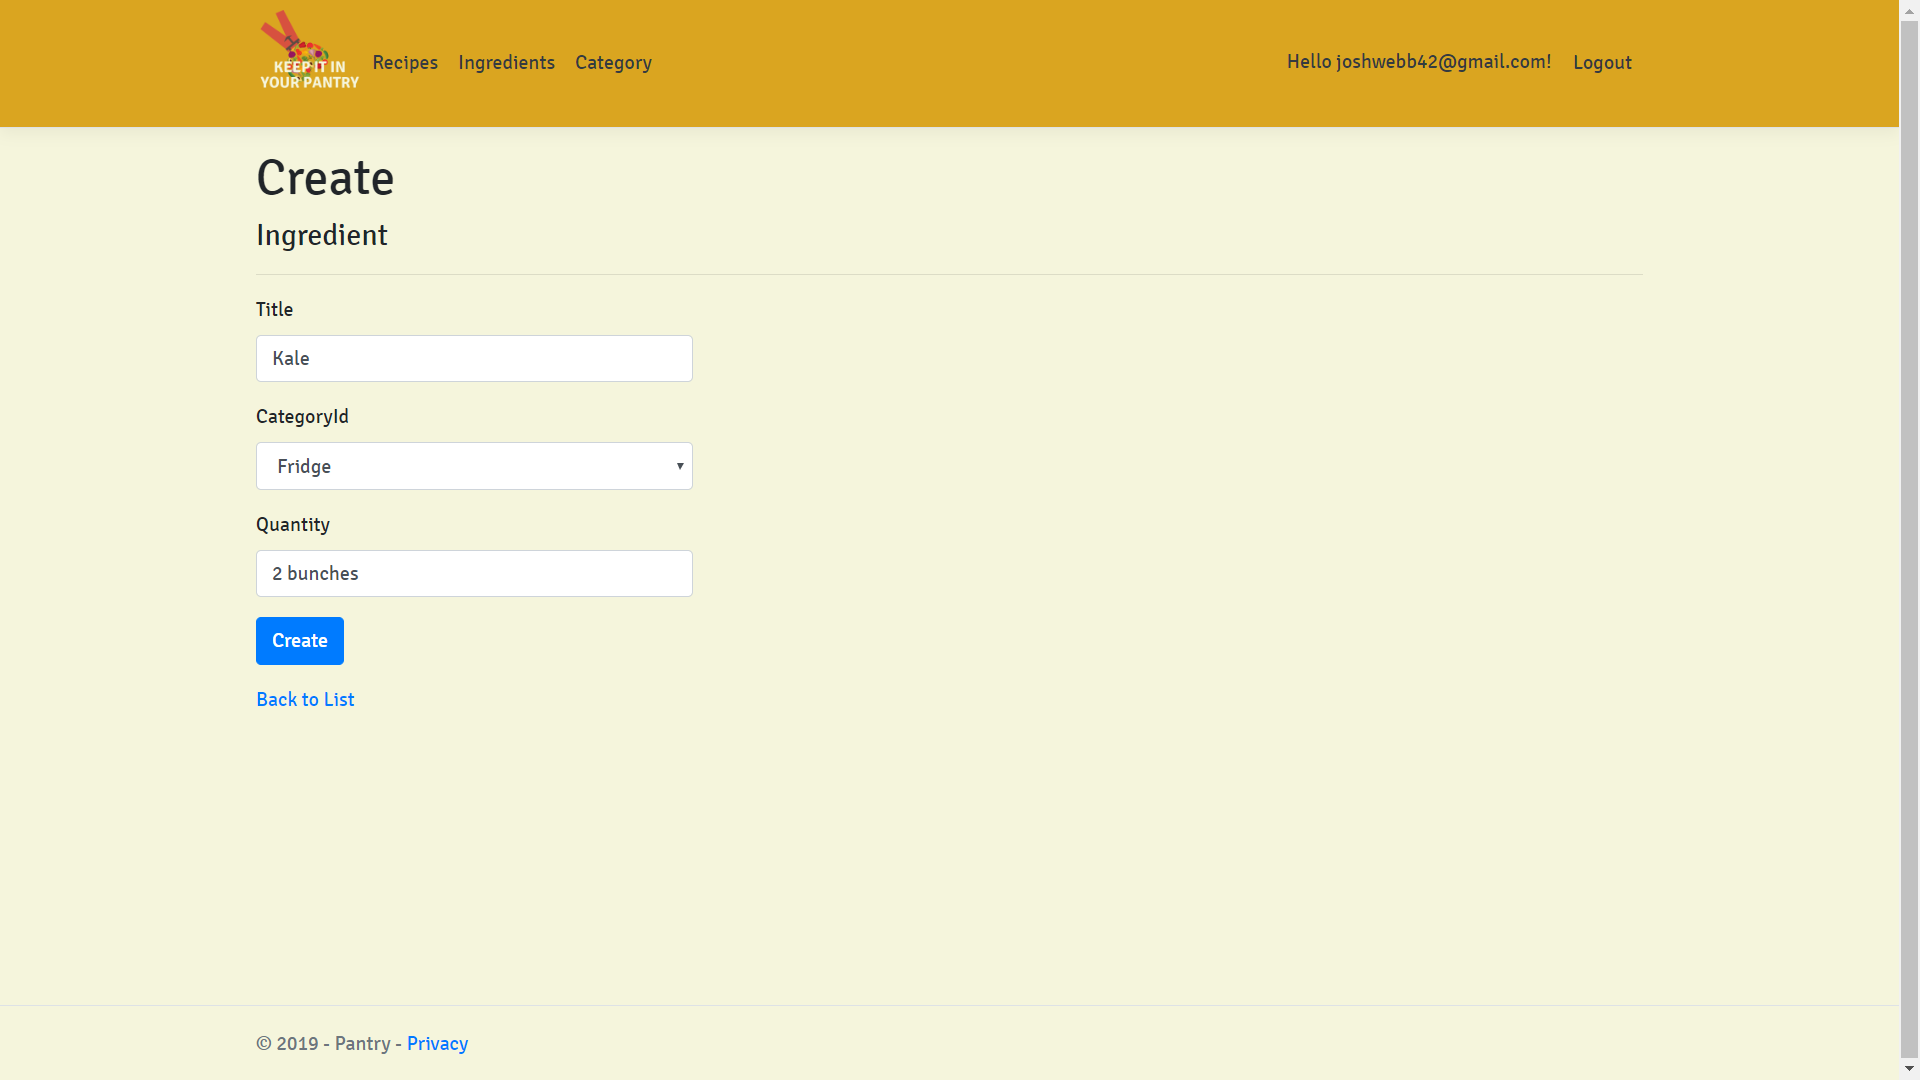 KEEP IT IN
YOUR PANTRY
Recipes Ingredients Category
Hello joshwebb42@gmail.com! Logout
Create
Ingredient
Title
Kale
CategoryId
Fridge
Quantity
2 bunches
Create
Back to List
© 2019 - Pantry - Privacy